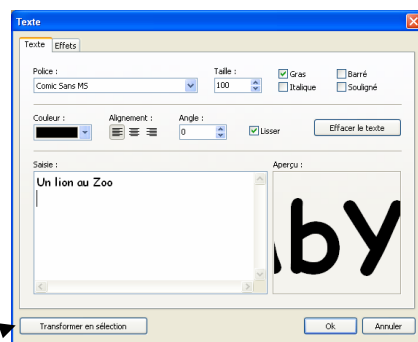 Texte
Texte Effets
Police : Taille :
Comic Sans MS 100 Gras Barré
Italique Souligné
Couleur : Alignement : Angle :
0 Lisser Effacer le texte
Saisie : Aperçu :
Un lion au Zoo
bY
Transformer en sélection Ok Annuler